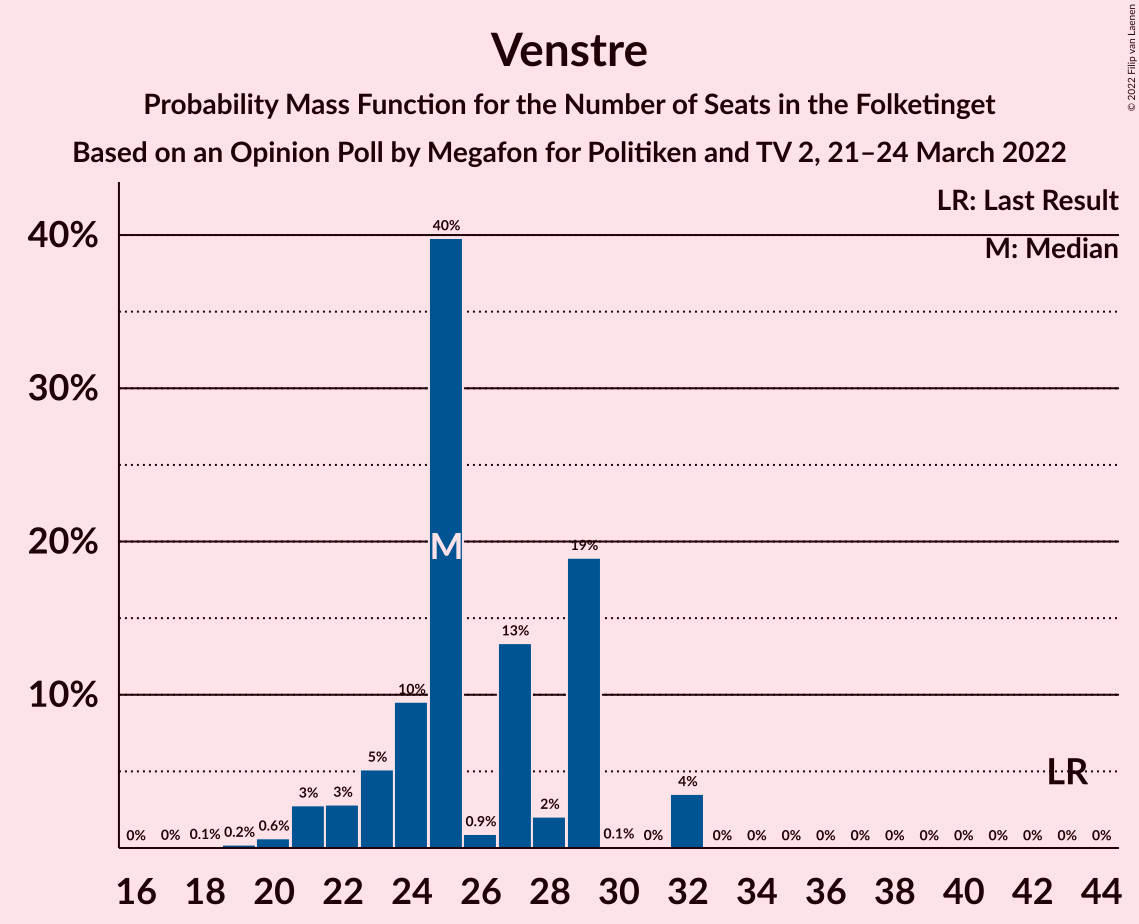 Venstre
Probability Mass Function for the Number of Seats in the Folketinget
Based on an Opinion Poll by Megafon for Politiken and TV 2, 21–24 March 2022
© 2022 Filip van Laenen
LR: Last Result
M: Median
40%
30%
20%
10%
0% 0% 0.1% 0.2% 0.6% 3% 3% 5% 10% 40% 0.9% 13% 2% 19% 0.1% 0% 4% 0% 0% 0% 0% 0% 0% 0% 0% 0% 0% 0% 0%
M
LR
16 18 20 22 24 26 28 30 32 34 36 38 40 42 44